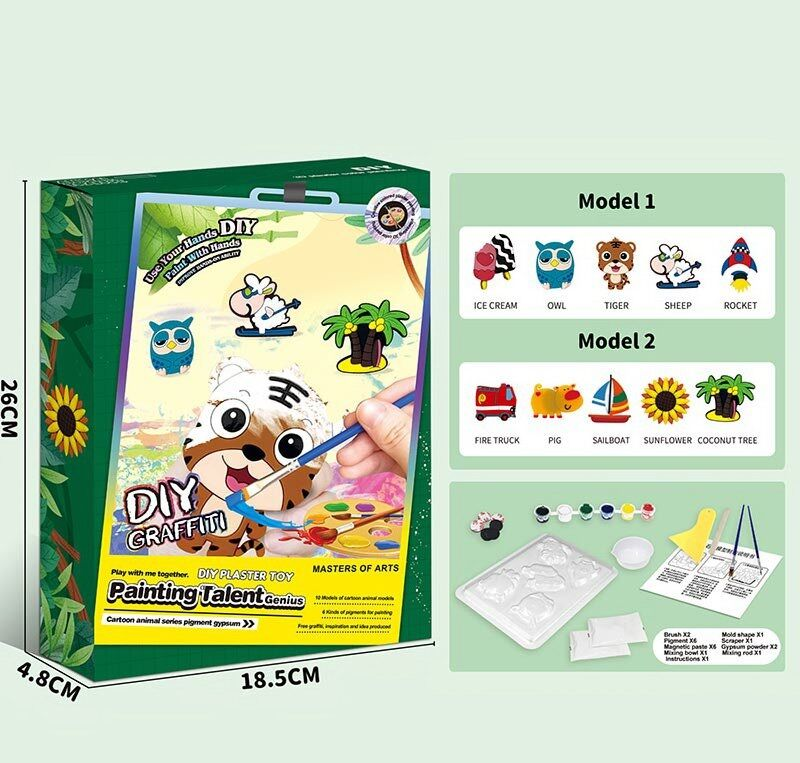 Use Your Hands DIY
Paint With Hands
IMPROVE HANDS-ON ABILITY
DIY
GRAFFITI
Play with me together.
DIY PLASTER TOY
MASTERS OF ARTS
Painting Talent Genius
Cartoon animal series pigment gypsum
10 Models of cartoon animal models
6 Kinds of pigments for painting
Free graffiti, inspiration and idea produced
26CM
4.8CM
18.5CM
Model 1
ICE CREAM
OWL
TIGER
SHEEP
ROCKET
Model 2
FIRE TRUCK
PIG
SAILBOAT
SUNFLOWER
COCONUT TREE
Brush X2
Pigment X6
Magnetic paste X6
Mixing bowl X1
Instructions X1
Mold shape X1
Scraper X1
Gypsum powder X2
Mixing rod X1